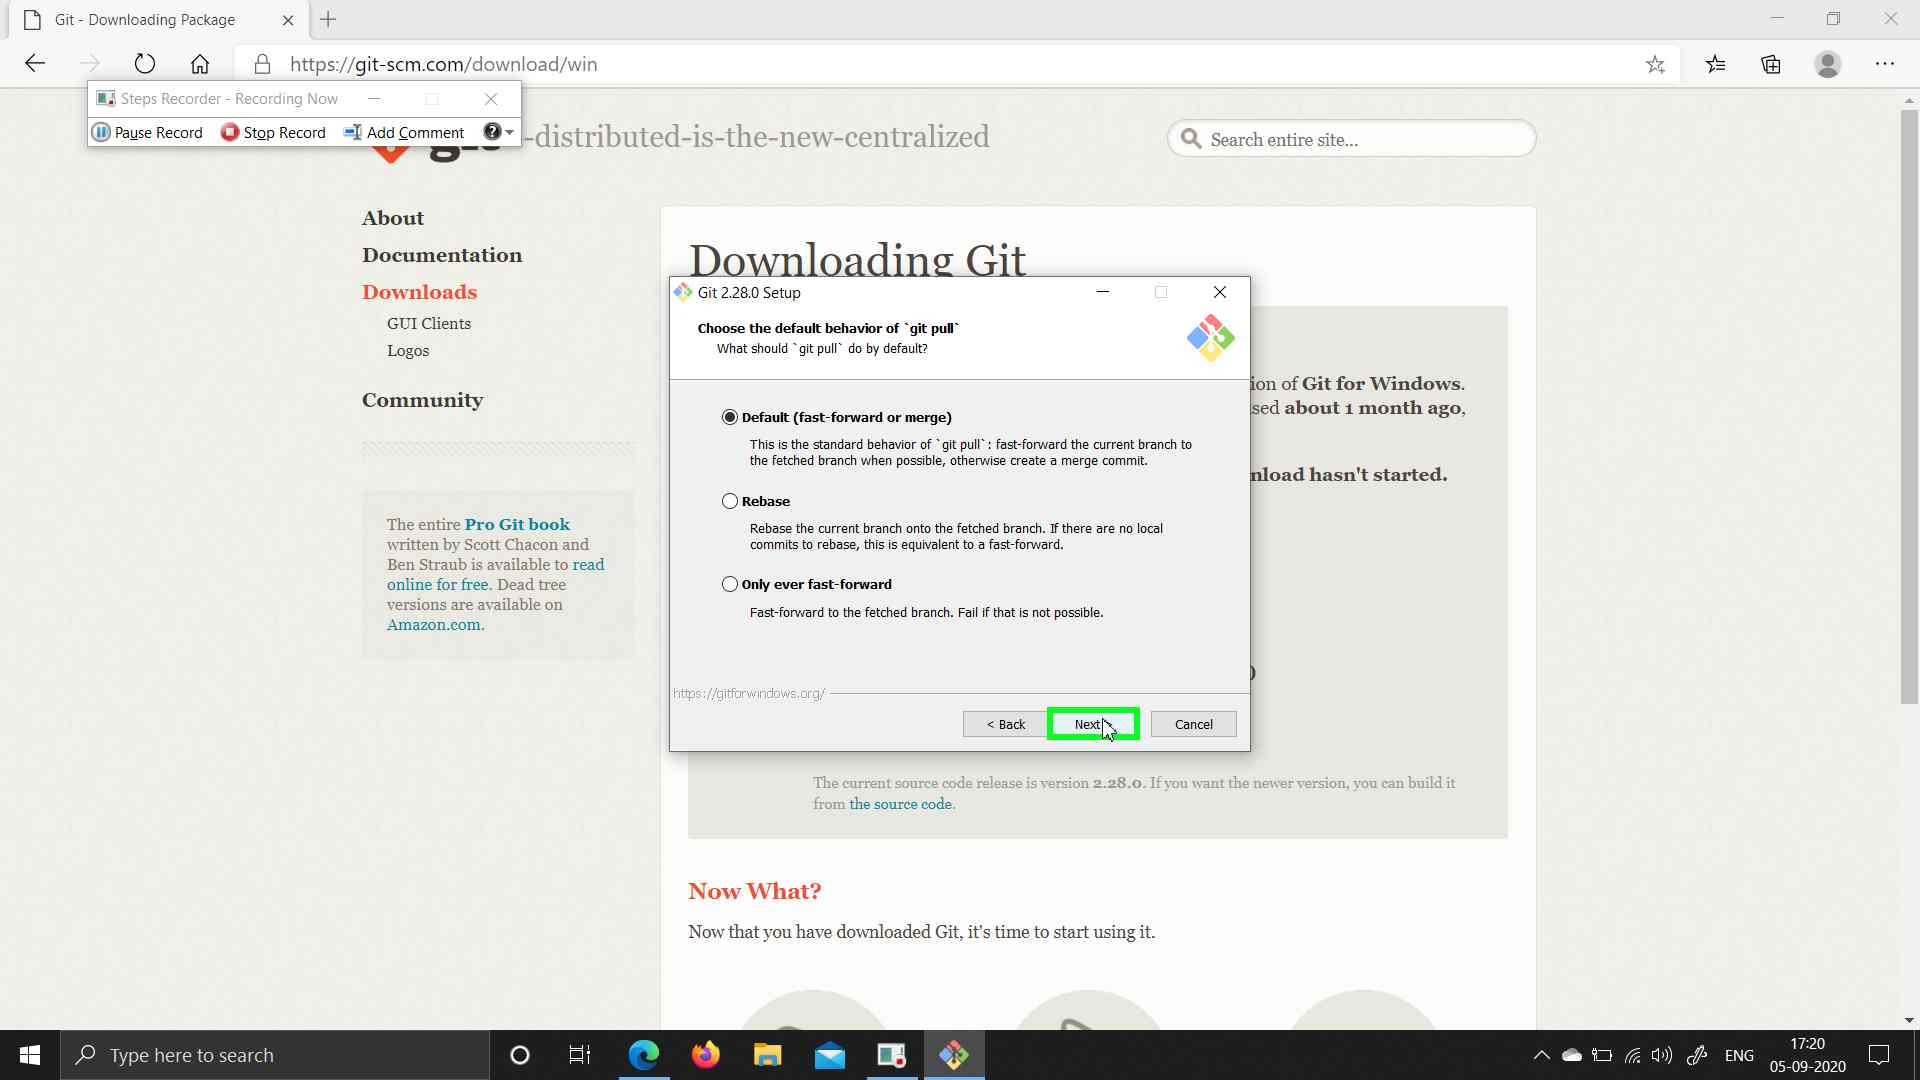 Git - Downloading Package
https://git-scm.com/download/win
Steps Recorder - Recording Now
Pause Record
Stop Record
Add Comment
-distributed-is-the-new-centralized
Search entire site...
About
Documentation
Downloads
GUI Clients
Logos
Community
The entire Pro Git book
written by Scott Chacon and
Ben Straub is available to read
online for free. Dead tree
versions are available on
Amazon.com.
Downloading Git
Git 2.28.0 Setup
Choose the default behavior of `git pull`
What should `git pull` do by default?
Default (fast-forward or merge)
This is the standard behavior of `git pull`: fast-forward the current branch to
the fetched branch when possible, otherwise create a merge commit.
Rebase
Rebase the current branch onto the fetched branch. If there are no local
commits to rebase, this is equivalent to a fast-forward.
Only ever fast-forward
Fast-forward to the fetched branch. Fail if that is not possible.
https://gitforwindows.org/
< Back
Next >
Cancel
ion of Git for Windows.
sed about 1 month ago,
nload hasn't started.
)
The current source code release is version 2.28.0. If you want the newer version, you can build it
from the source code.
Now What?
Now that you have downloaded Git, it's time to start using it.
Type here to search
ENG
17:20
05-09-2020